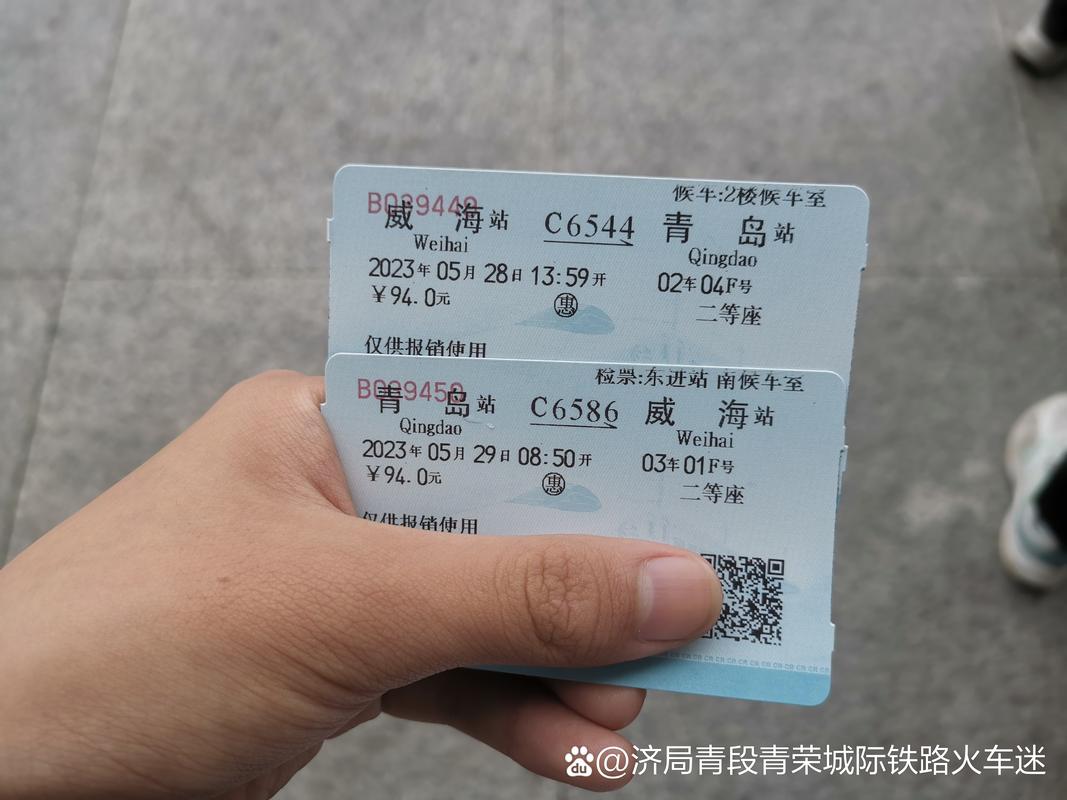 候车:2楼候车室
B099449
威 海站 C6544 青 岛站
Weihai Qingdao
2023年05月28日13:59开 02车04F号
￥94.0元 惠 二等座
仅供报销使用
检票:东进站 南候车室
B099450
青 岛站 C6586 威 海站
Qingdao Weihai
2023年05月29日08:50开 03车01F号
￥94.0元 惠 二等座
仅供报销使用
du @济局青段青荣城际铁路火车迷